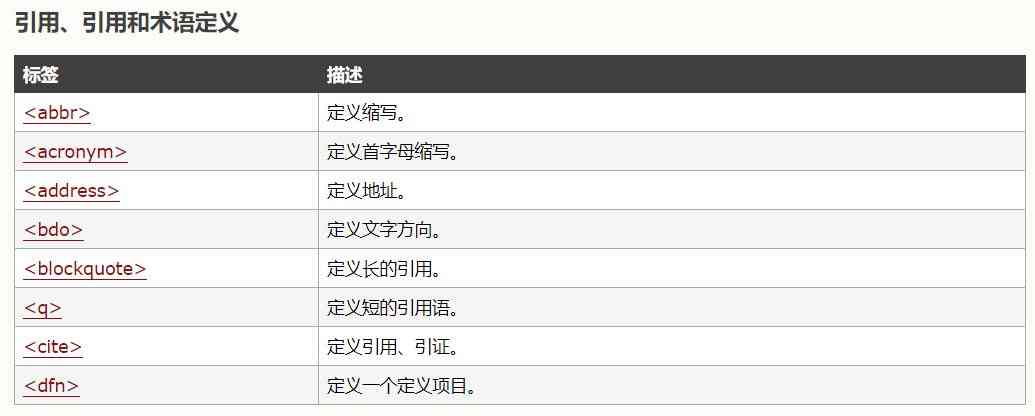 引用、引用和术语定义
标签 描述
<abbr> 定义缩写。
<acronym> 定义首字母缩写。
<address> 定义地址。
<bdo> 定义文字方向。
<blockquote> 定义长的引用。
<q> 定义短的引用语。
<cite> 定义引用、引证。
<dfn> 定义一个定义项目。